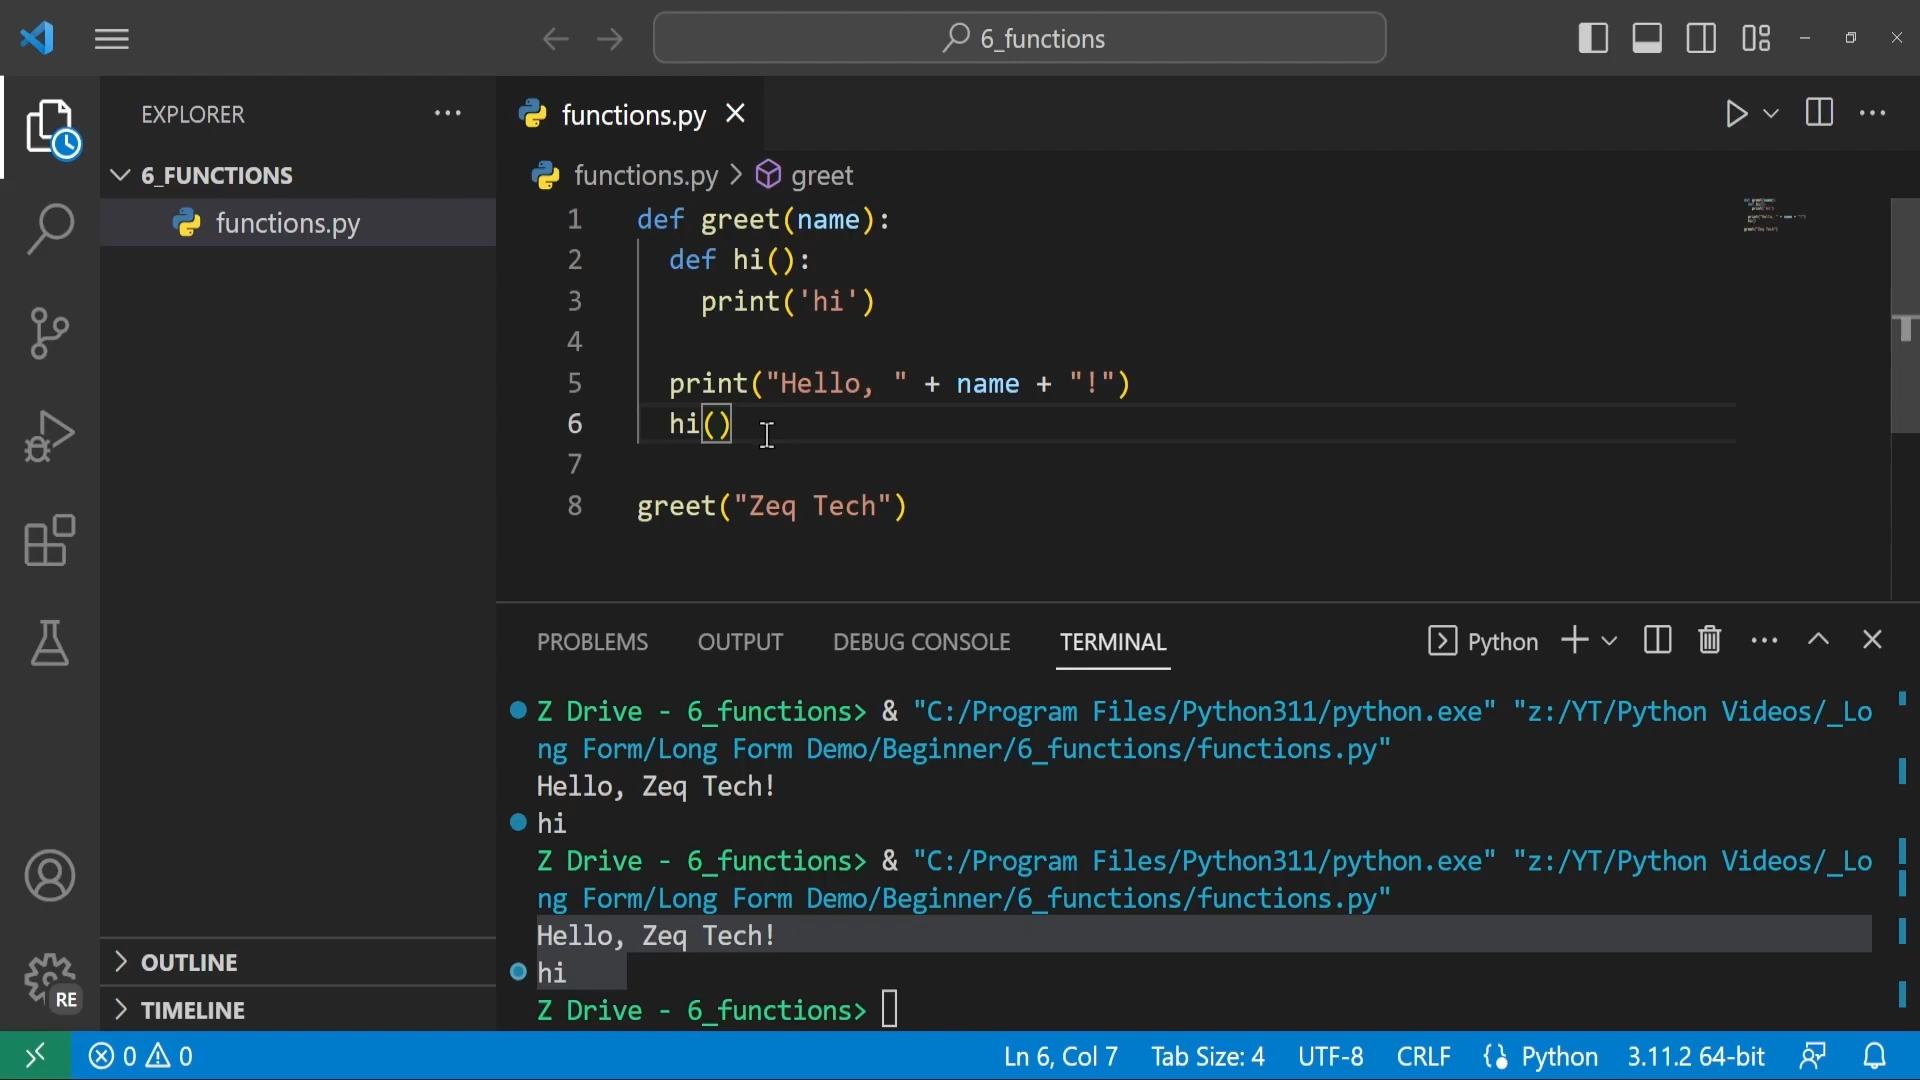 6_functions
EXPLORER
functions.py
6_FUNCTIONS
functions.py
functions.py > greet
1 def greet(name):
2 def hi():
3 print('hi')
4
5 print("Hello, " + name + "!")
6 hi()
7
8 greet("Zeq Tech")
PROBLEMS OUTPUT DEBUG CONSOLE TERMINAL Python
Z Drive - 6_functions> & "C:/Program Files/Python311/python.exe" "z:/YT/Python Videos/_Lo
ng Form/Long Form Demo/Beginner/6_functions/functions.py"
Hello, Zeq Tech!
hi
Z Drive - 6_functions> & "C:/Program Files/Python311/python.exe" "z:/YT/Python Videos/_Lo
ng Form/Long Form Demo/Beginner/6_functions/functions.py"
Hello, Zeq Tech!
hi
Z Drive - 6_functions>
OUTLINE
TIMELINE
RE
0 0
Ln 6, Col 7 Tab Size: 4 UTF-8 CRLF Python 3.11.2 64-bit